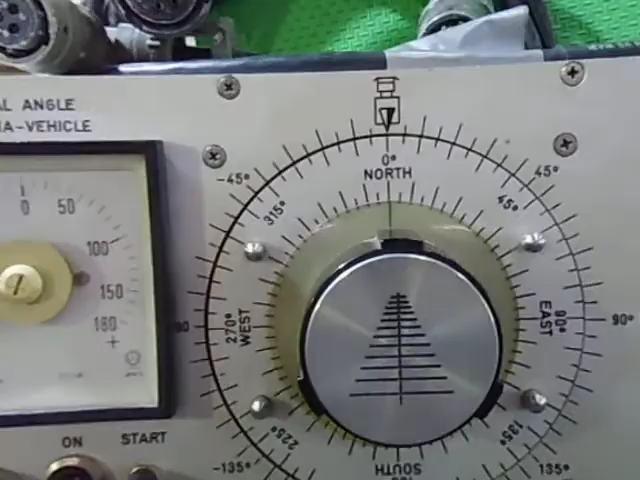 AL ANGLE
NA-VEHICLE
0
50
100
150
180
+
ON
START
0°
NORTH
-45°
315°
45°
45°
270°
WEST
90
90°
EAST
90°
225°
135°
-135°
135°
SOUTH